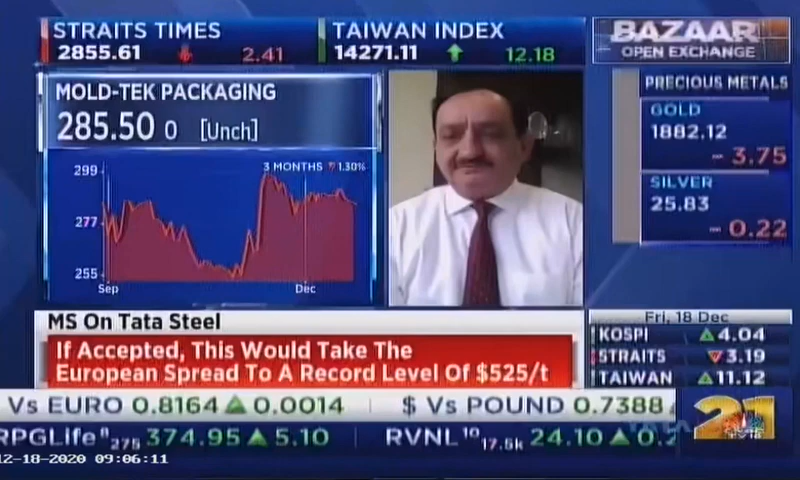 STRAITS TIMES
2855.61 2.41
TAIWAN INDEX
14271.11 12.18
BAZAAR
OPEN EXCHANGE
MOLD-TEK PACKAGING
285.50 0 [Unch]
3 MONTHS 1.30%
299
277
255
Sep Dec
PRECIOUS METALS
GOLD
1882.12
- 3.75
SILVER
25.83
- 0.22
MS On Tata Steel
If Accepted, This Would Take The
European Spread To A Record Level Of $525/t
Fri, 18 Dec
KOSPI 4.04
STRAITS 3.19
TAIWAN 11.12
Vs EURO 0.8164 0.0014 $ Vs POUND 0.7388
RPGLife 275 374.95 5.10 RVNL 17.5k 24.10 0.2
21
12-18-2020 09:06:11